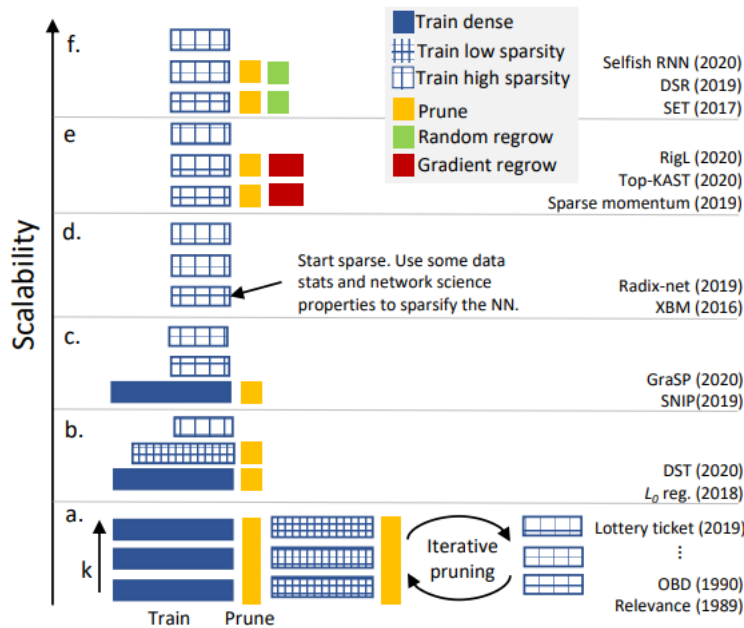 Scalability
Train dense
Train low sparsity
Train high sparsity
Prune
Random regrow
Gradient regrow
f.
Selfish RNN (2020)
DSR (2019)
SET (2017)
e
RigL (2020)
Top-KAST (2020)
Sparse momentum (2019)
d.
Start sparse. Use some data
stats and network science
properties to sparsify the NN.
Radix-net (2019)
XBM (2016)
c.
GraSP (2020)
SNIP(2019)
b.
DST (2020)
L₀ reg. (2018)
a.
k
Iterative
pruning
Lottery ticket (2019)
⋮
OBD (1990)
Relevance (1989)
Train Prune